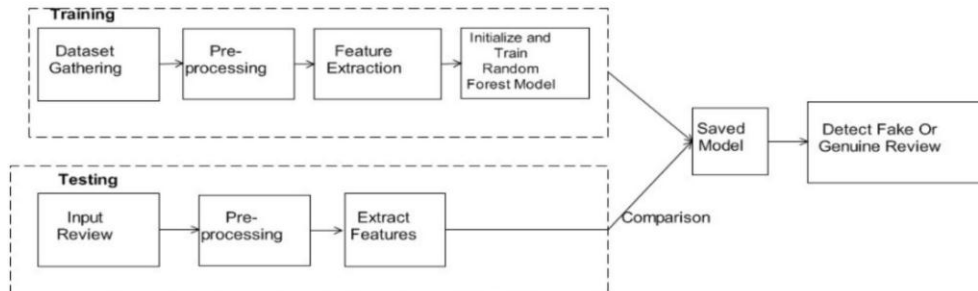 Training
Dataset
Gathering
Pre-
processing
Feature
Extraction
Initialize and
Train
Random
Forest Model
Saved
Model
Detect Fake Or
Genuine Review
Testing
Input
Review
Pre-
processing
Extract
Features
Comparison